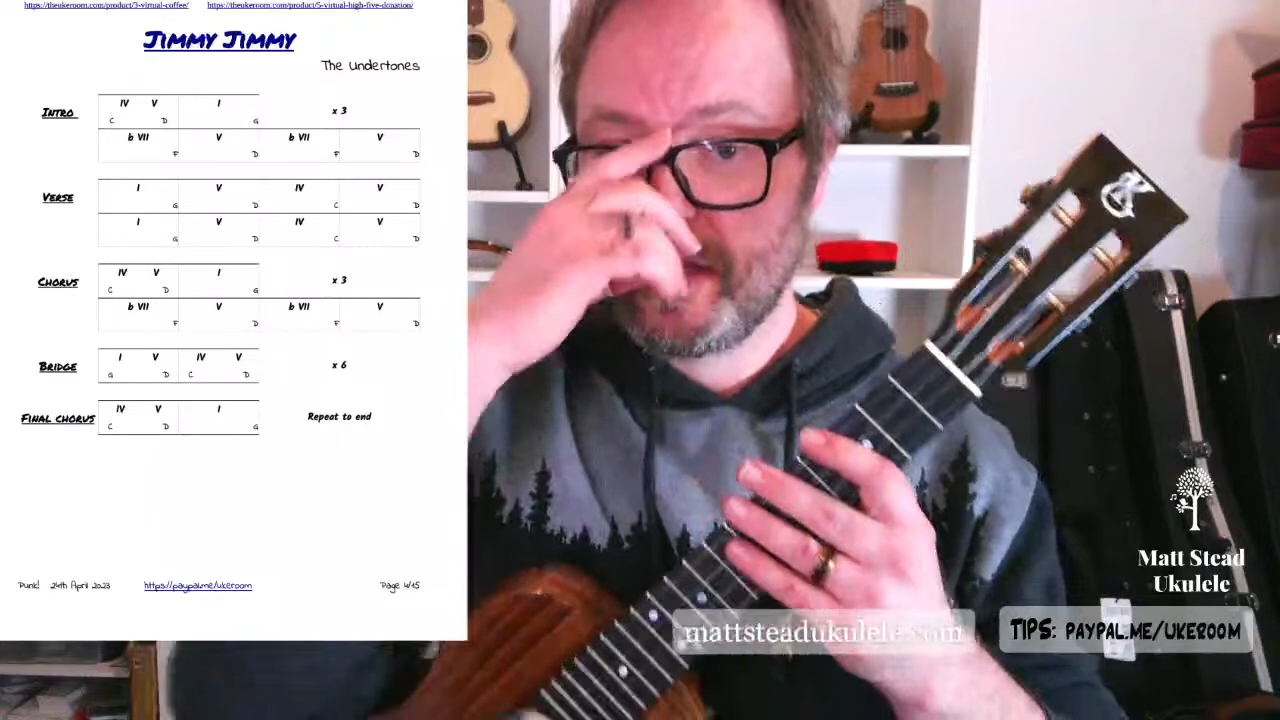 https://theukeroom.com/product/3-virtual-coffee/ https://theukeroom.com/product/5-virtual-high-five-donation/
Jimmy Jimmy
The Undertones
Intro IV V I x 3
C D G
b VII V b VII V
F D F D
Verse I V IV V
G D C D
I V IV V
G D C D
Chorus IV V I x 3
C D G
b VII V b VII V
F D F D
Bridge I V IV V x 6
G D C D
Final chorus IV V I Repeat to end
C D G
Punk! 24th April 2023 https://paypal.me/ukeroom Page 4/15
Matt Stead
Ukulele
mattsteadukulele.com
TIPS: PAYPAL.ME/UKEROOM